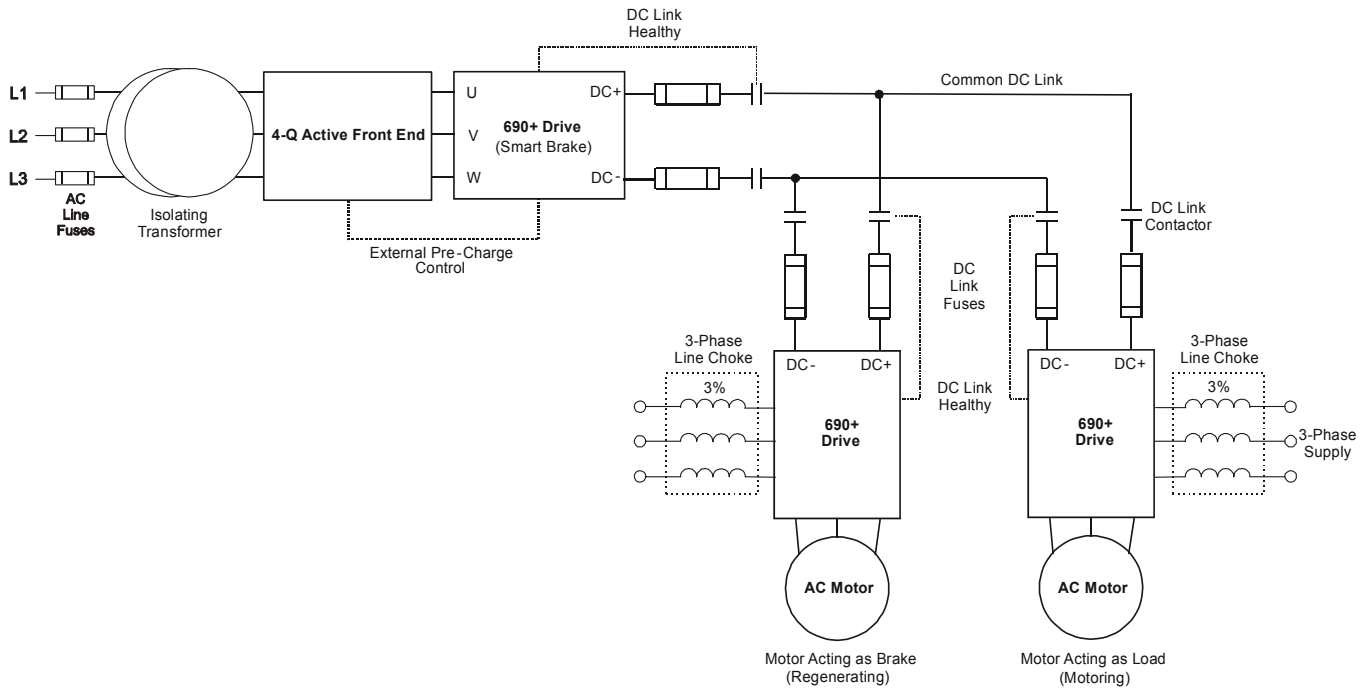 DC Link
Healthy
L1
L2
L3
AC
Line
Fuses
Isolating
Transformer
4-Q Active Front End
U
V
W
690+ Drive
(Smart Brake)
DC+
DC-
External Pre-Charge
Control
Common DC Link
DC Link
Contactor
DC
Link
Fuses
DC Link
Healthy
3-Phase
Line Choke
3%
DC-
DC+
690+
Drive
AC Motor
Motor Acting as Brake
(Regenerating)
DC-
DC+
690+
Drive
3-Phase
Line Choke
3%
3-Phase
Supply
AC Motor
Motor Acting as Load
(Motoring)